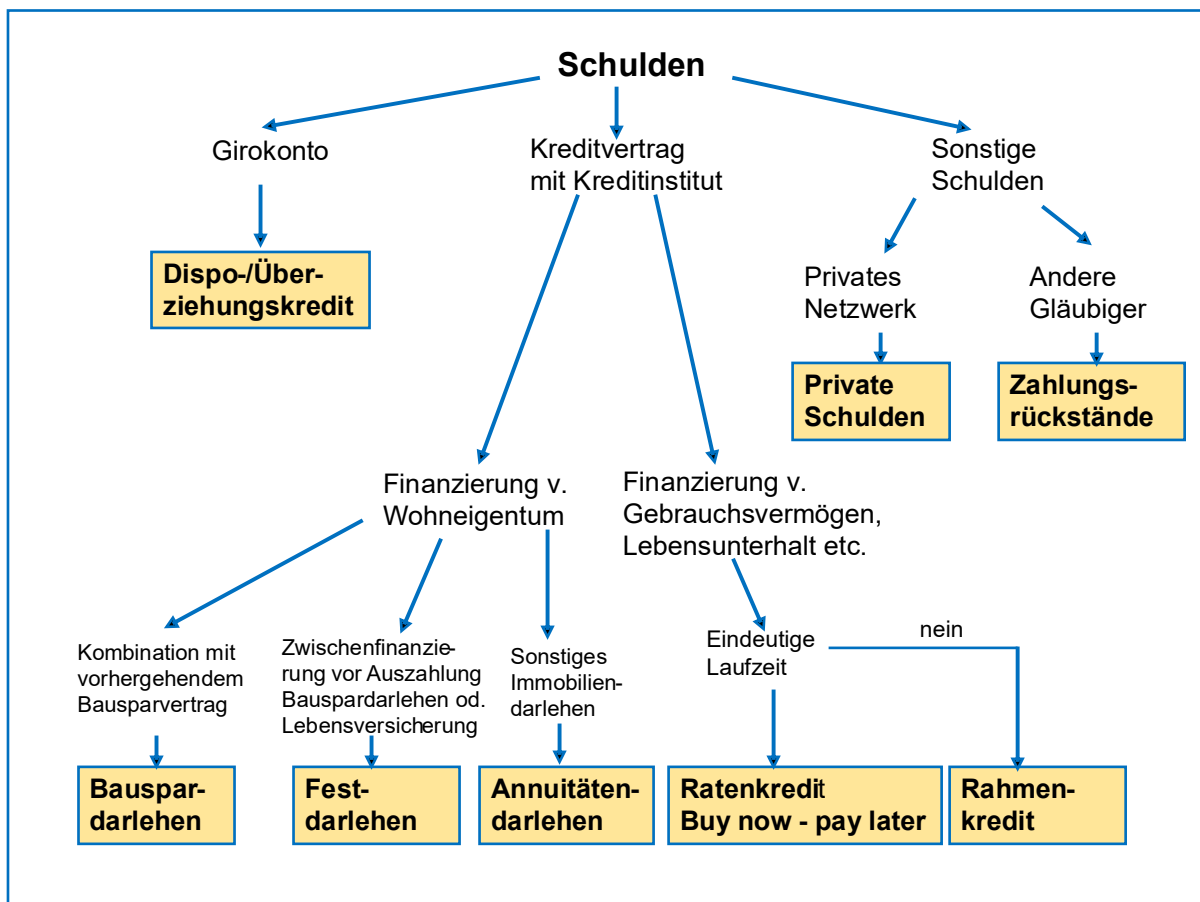 Schulden
Girokonto
Kreditvertrag
mit Kreditinstitut
Sonstige
Schulden
Dispo-/Über-
ziehungskredit
Privates
Netzwerk
Andere
Gläubiger
Private
Schulden
Zahlungs-
rückstände
Finanzierung v.
Wohneigentum
Finanzierung v.
Gebrauchsvermögen,
Lebensunterhalt etc.
Kombination mit
vorhergehendem
Bausparvertrag
Zwischenfinanzie-
rung vor Auszahlung
Bauspardarlehen od.
Lebensversicherung
Sonstiges
Immobilien-
darlehen
Eindeutige
Laufzeit
nein
Bauspar-
darlehen
Fest-
darlehen
Annuitäten-
darlehen
Ratenkredit
Buy now - pay later
Rahmen-
kredit